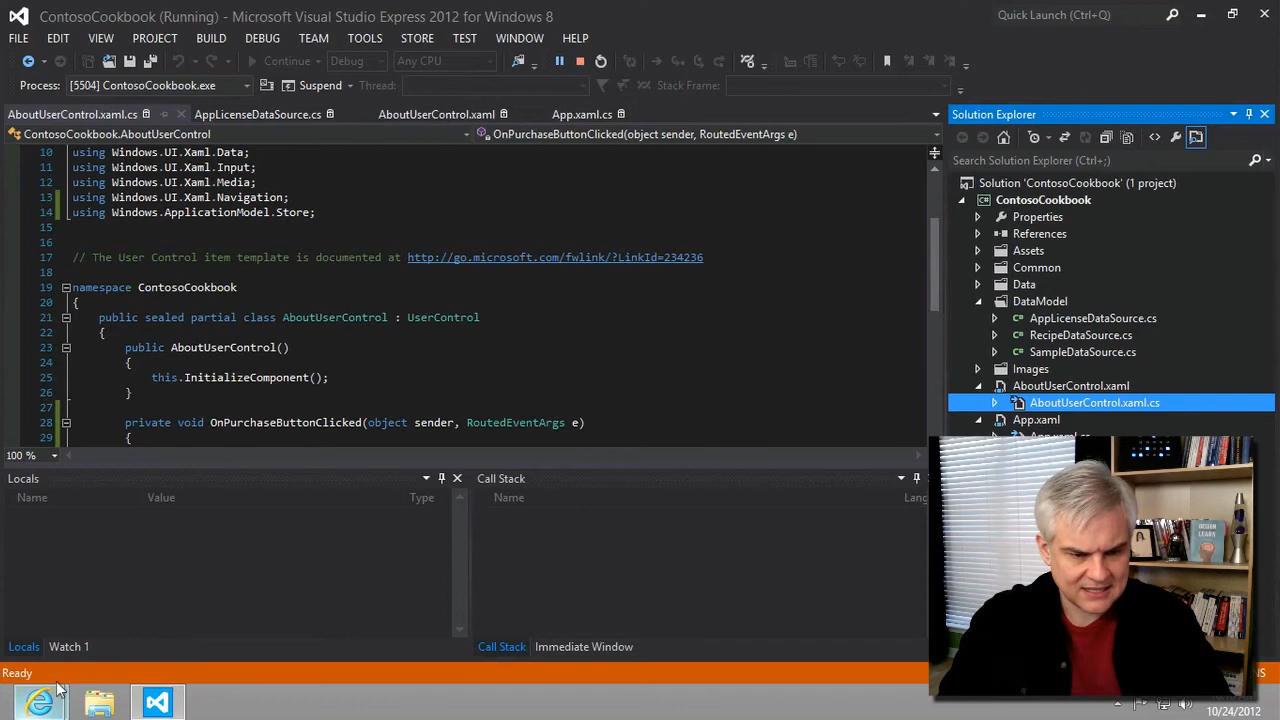 ContosoCookbook (Running) - Microsoft Visual Studio Express 2012 for Windows 8
Quick Launch (Ctrl+Q)
FILE EDIT VIEW PROJECT BUILD DEBUG TEAM TOOLS STORE TEST WINDOW HELP
Continue Debug Any CPU
Process: [5504] ContosoCookbook.exe Suspend Thread: Stack Frame:
AboutUserControl.xaml.cs AppLicenseDataSource.cs AboutUserControl.xaml App.xaml.cs
ContosoCookbook.AboutUserControl OnPurchaseButtonClicked(object sender, RoutedEventArgs e)
10 using Windows.UI.Xaml.Data;
11 using Windows.UI.Xaml.Input;
12 using Windows.UI.Xaml.Media;
13 using Windows.UI.Xaml.Navigation;
14 using Windows.ApplicationModel.Store;
15
16
17 // The User Control item template is documented at http://go.microsoft.com/fwlink/?LinkId=234236
18
19 namespace ContosoCookbook
20 {
21 public sealed partial class AboutUserControl : UserControl
22 {
23 public AboutUserControl()
24 {
25 this.InitializeComponent();
26 }
27
28 private void OnPurchaseButtonClicked(object sender, RoutedEventArgs e)
29 {
100 %
Solution Explorer
Search Solution Explorer (Ctrl+;)
Solution 'ContosoCookbook' (1 project)
ContosoCookbook
Properties
References
Assets
Common
Data
DataModel
AppLicenseDataSource.cs
RecipeDataSource.cs
SampleDataSource.cs
Images
AboutUserControl.xaml
AboutUserControl.xaml.cs
App.xaml
App.xaml.cs
Locals
Name Value Type
Call Stack
Name Lang
Locals Watch 1
Call Stack Immediate Window
Ready
NS
DESIGN
LEARN
10/24/2012